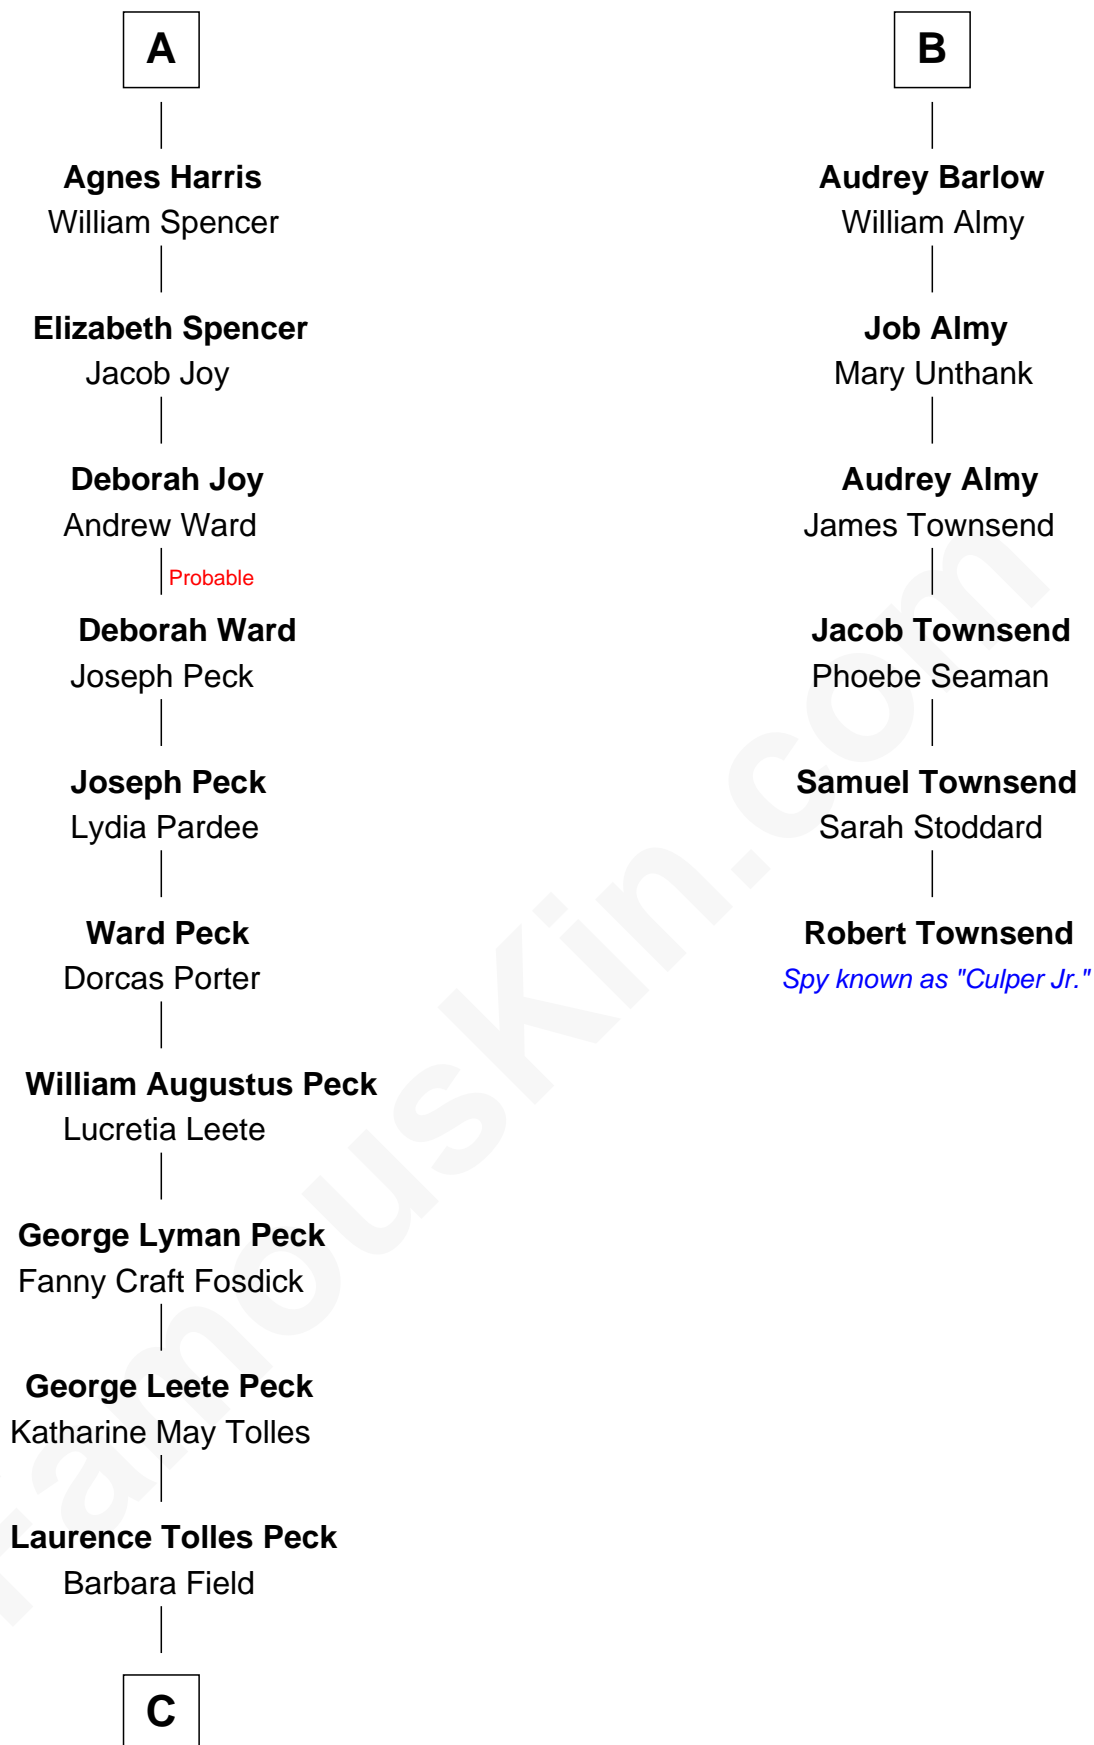 A
Agnes Harris
William Spencer
Elizabeth Spencer
Jacob Joy
Deborah Joy
Andrew Ward
Probable
Deborah Ward
Joseph Peck
Joseph Peck
Lydia Pardee
Ward Peck
Dorcas Porter
William Augustus Peck
Lucretia Leete
George Lyman Peck
Fanny Craft Fosdick
George Leete Peck
Katharine May Tolles
Laurence Tolles Peck
Barbara Field
C
B
Audrey Barlow
William Almy
Job Almy
Mary Unthank
Audrey Almy
James Townsend
Jacob Townsend
Phoebe Seaman
Samuel Townsend
Sarah Stoddard
Robert Townsend
Spy known as "Culper Jr."
FamousKin.com